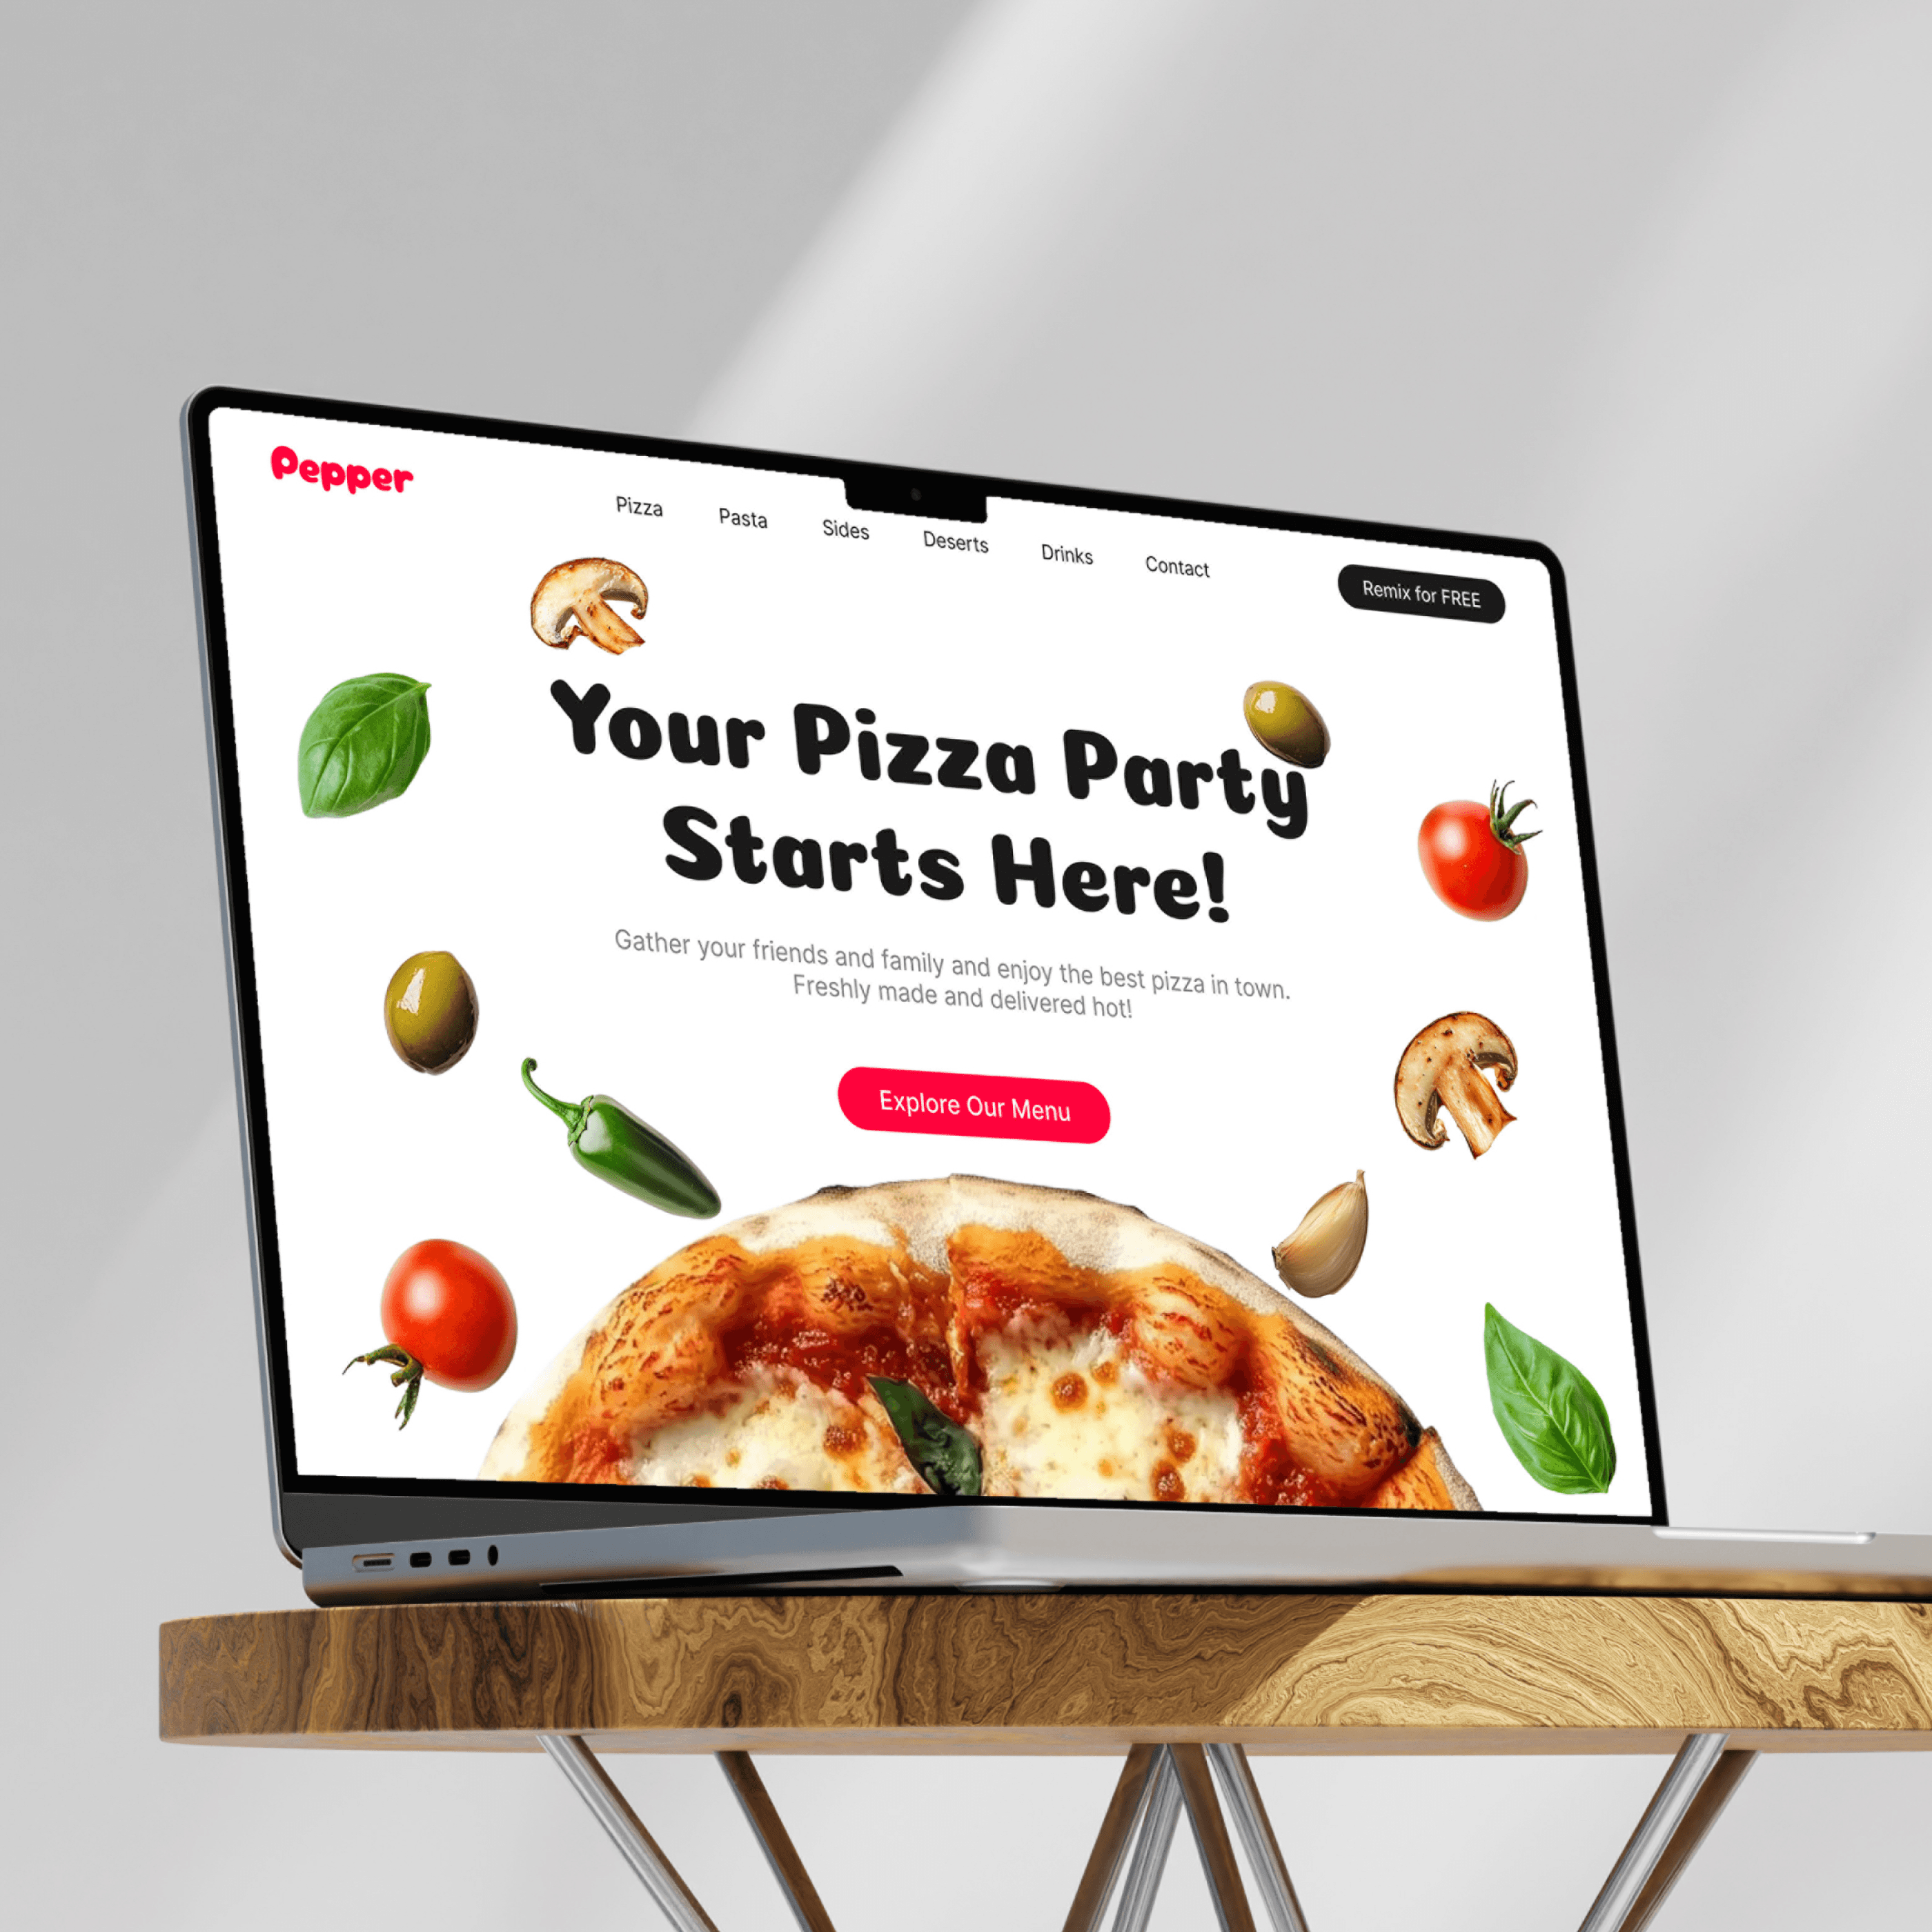 Pepper
Pizza Pasta Sides Deserts Drinks Contact
Remix for FREE
Your Pizza Party
Starts Here!
Gather your friends and family and enjoy the best pizza in town.
Freshly made and delivered hot!
Explore Our Menu